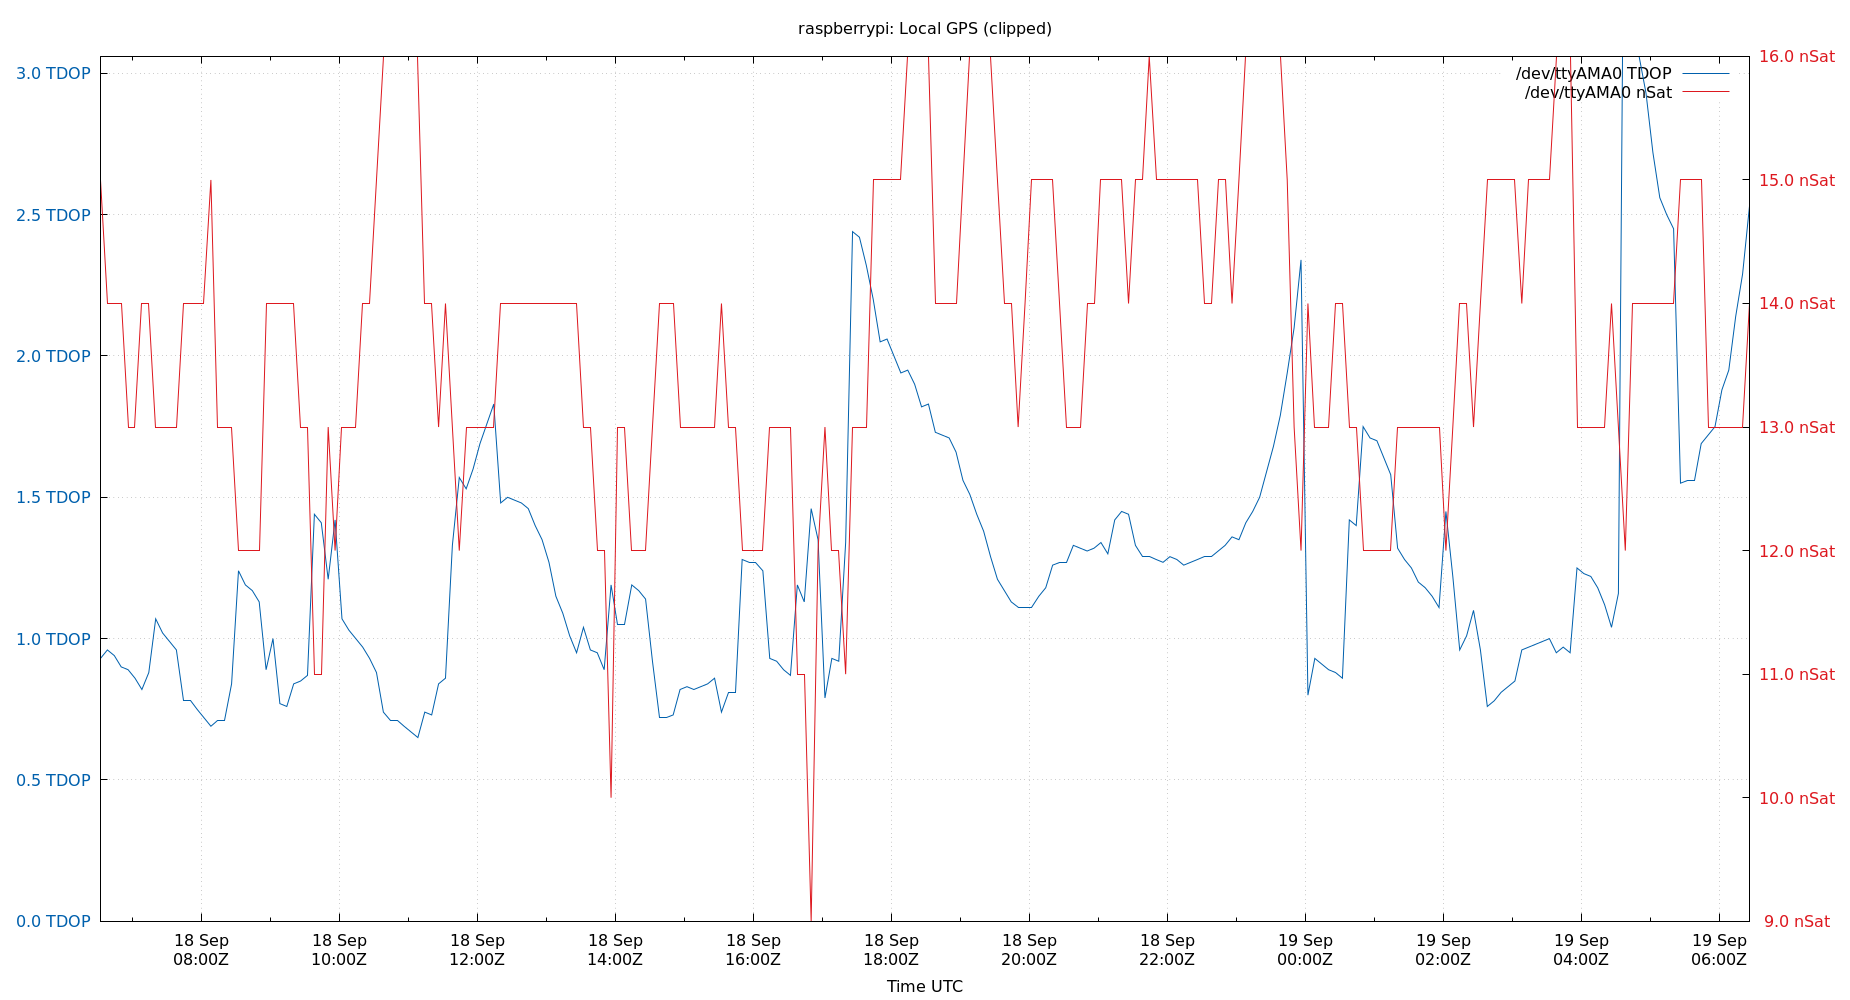 raspberrypi: Local GPS (clipped)
3.0 TDOP
2.5 TDOP
2.0 TDOP
1.5 TDOP
1.0 TDOP
0.5 TDOP
0.0 TDOP
/dev/ttyAMA0 TDOP
/dev/ttyAMA0 nSat
16.0 nSat
15.0 nSat
14.0 nSat
13.0 nSat
12.0 nSat
11.0 nSat
10.0 nSat
9.0 nSat
18 Sep 18 Sep 18 Sep 18 Sep 18 Sep 18 Sep 18 Sep 18 Sep 19 Sep 19 Sep 19 Sep 19 Sep
08:00Z 10:00Z 12:00Z 14:00Z 16:00Z 18:00Z 20:00Z 22:00Z 00:00Z 02:00Z 04:00Z 06:00Z
Time UTC